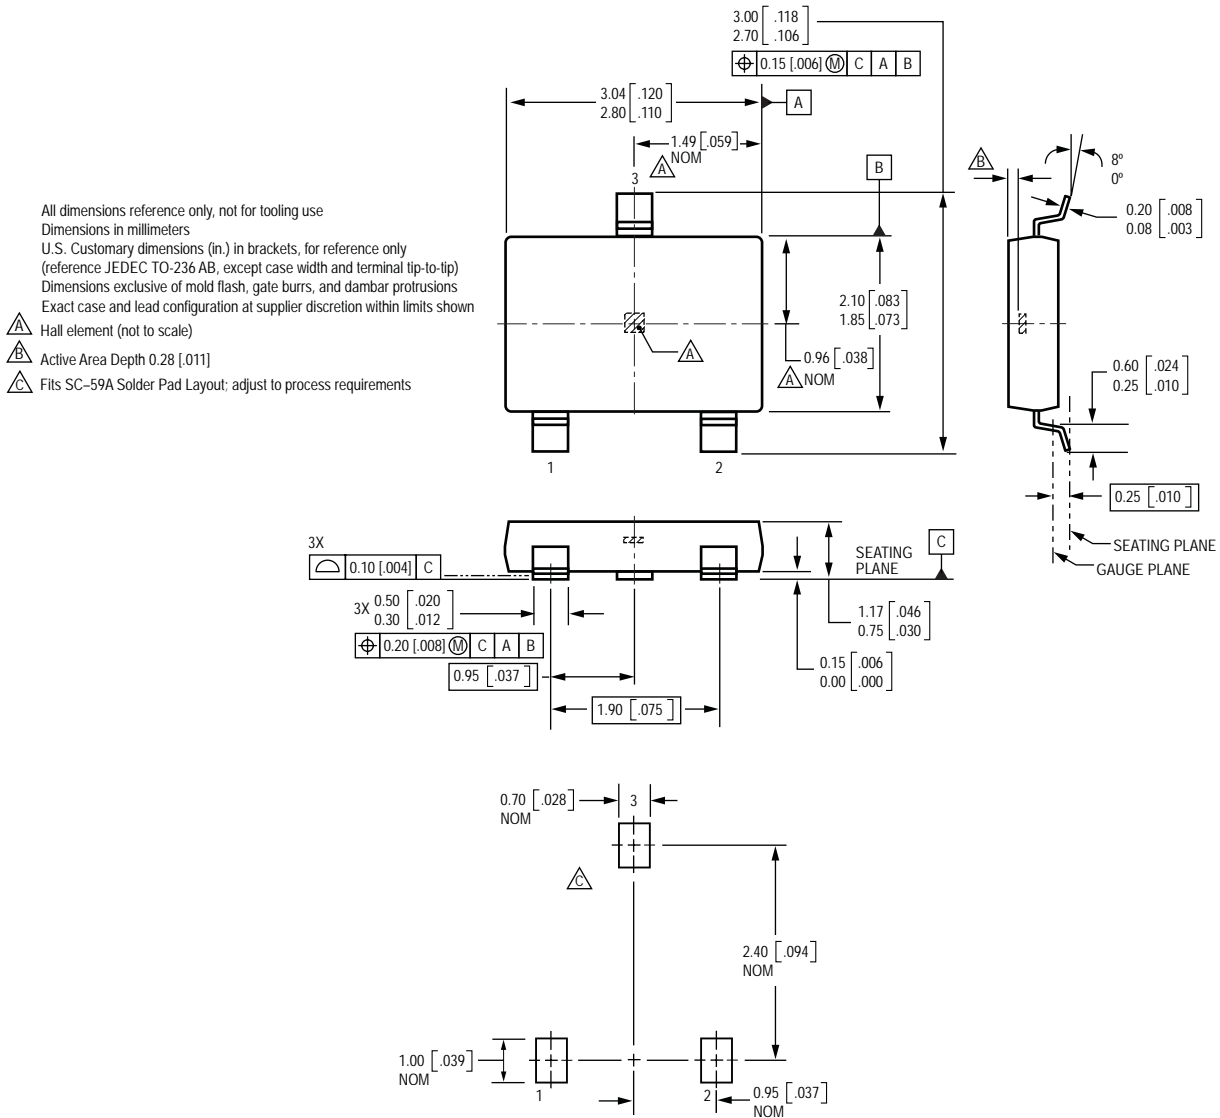 3.00 [.118
2.70 .106]
⌖ 0.15 [.006] Ⓜ C A B
3.04 [.120
2.80 .110]
A
1.49 [.059]
NOM
A
3
B
B
8º
0º
0.20 [.008
0.08 .003]
All dimensions reference only, not for tooling use
Dimensions in millimeters
U.S. Customary dimensions (in.) in brackets, for reference only
(reference JEDEC TO-236 AB, except case width and terminal tip-to-tip)
Dimensions exclusive of mold flash, gate burrs, and dambar protrusions
Exact case and lead configuration at supplier discretion within limits shown
A Hall element (not to scale)
B Active Area Depth 0.28 [.011]
C Fits SC–59A Solder Pad Layout; adjust to process requirements
2.10 [.083
1.85 .073]
A
0.96 [.038]
A NOM
0.60 [.024
0.25 .010]
1
2
0.25 [.010]
SEATING PLANE
GAUGE PLANE
3X
⌓ 0.10 [.004] C
SEATING
PLANE
C
3X 0.50 [.020
0.30 .012]
⌖ 0.20 [.008] Ⓜ C A B
1.17 [.046
0.75 .030]
0.15 [.006
0.00 .000]
0.95 [.037]
1.90 [.075]
0.70 [.028]
NOM
3
C
2.40 [.094]
NOM
1.00 [.039]
NOM
1
2
0.95 [.037]
NOM